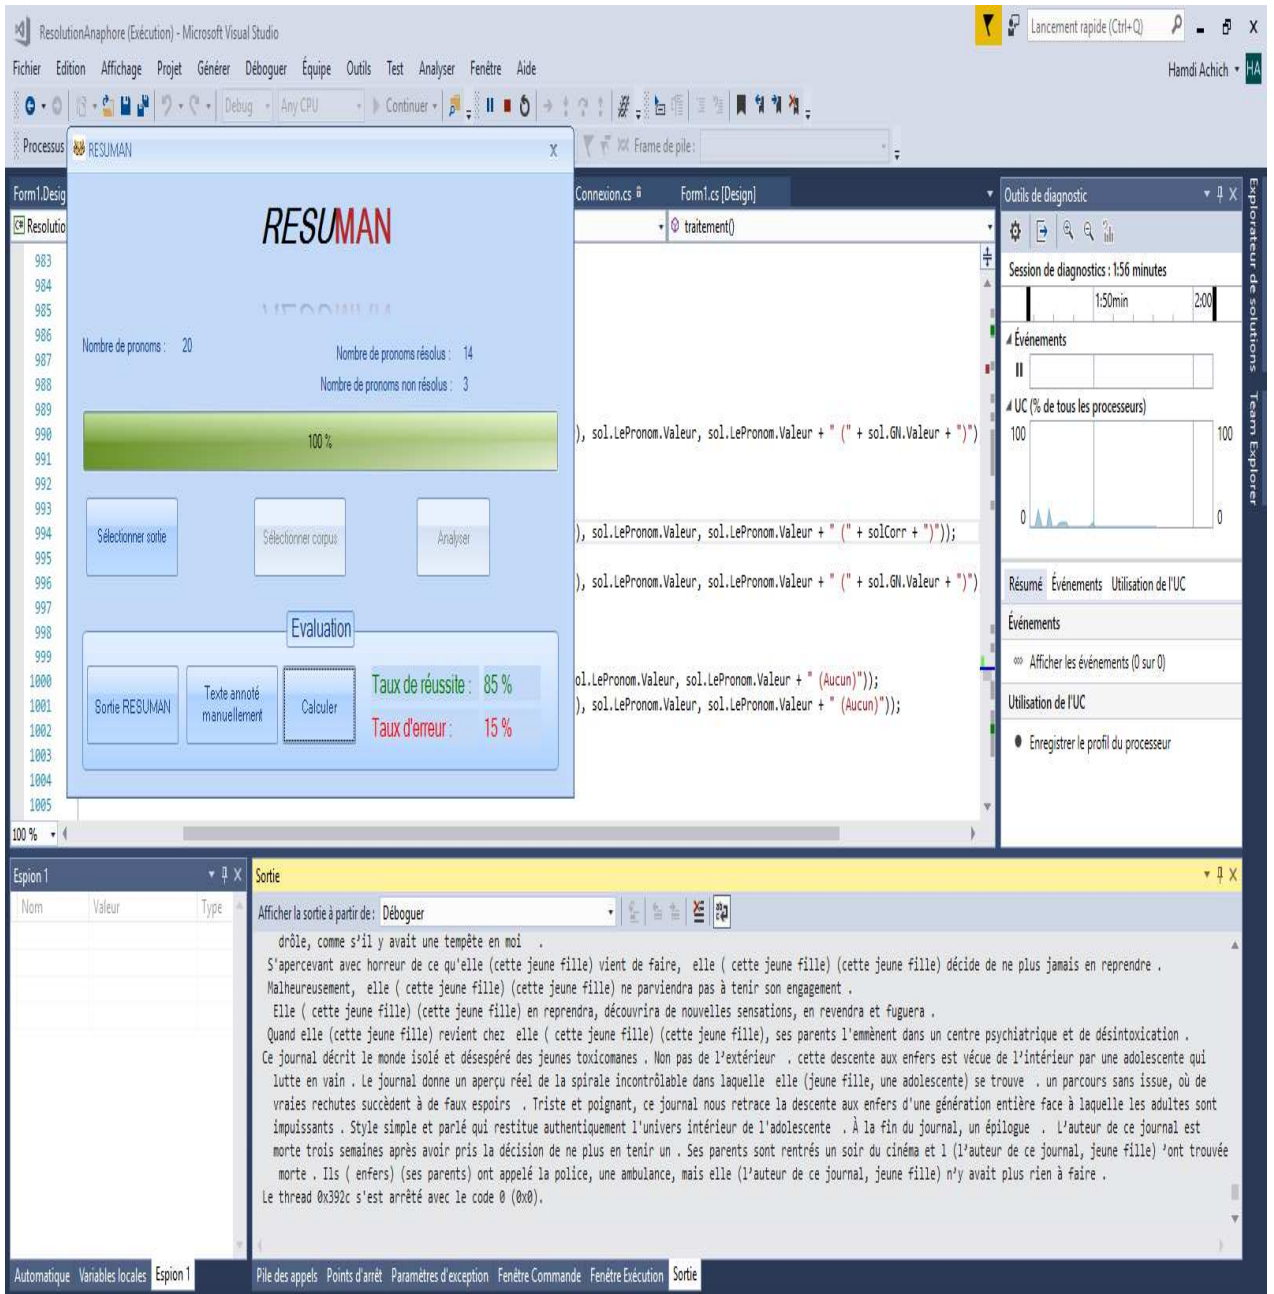 ResolutionAnaphore (Exécution) - Microsoft Visual Studio
Lancement rapide (Ctrl+Q)
Fichier Edition Affichage Projet Générer Déboguer Équipe Outils Test Analyser Fenêtre Aide
Hamdi Achich HA
Debug Any CPU Continuer
Processus
Frame de pile :
RESUMAN
X
RESUMAN
Nombre de pronoms : 20
Nombre de pronoms résolus : 14
Nombre de pronoms non résolus : 3
100 %
Sélectionner sortie
Sélectionner corpus
Analyser
Evaluation
Sortie RESUMAN
Texte annoté manuellement
Calculer
Taux de réussite : 85 %
Taux d'erreur : 15 %
Form1.Desig
Connexion.cs
Form1.cs [Design]
Resolutio
traitement()
983
984
985
986
987
988
989
990 ), sol.LePronom.Valeur, sol.LePronom.Valeur + " (" + sol.GN.Valeur + ")")
991
992
993
994 ), sol.LePronom.Valeur, sol.LePronom.Valeur + " (" + solCorr + ")"));
995
996 ), sol.LePronom.Valeur, sol.LePronom.Valeur + " (" + sol.GN.Valeur + ")")
997
998
999
1000 ol.LePronom.Valeur, sol.LePronom.Valeur + " (Aucun)"));
1001 ), sol.LePronom.Valeur, sol.LePronom.Valeur + " (Aucun)"));
1002
1003
1004
1005
100 %
Outils de diagnostic
Session de diagnostics : 1:56 minutes
1:50min 2:00
Événements
UC (% de tous les processeurs)
100 100
0 0
Résumé Événements Utilisation de l'UC
Événements
Afficher les événements (0 sur 0)
Utilisation de l'UC
Enregistrer le profil du processeur
Explorateur de solutions
Team Explorer
Espion 1
Nom Valeur Type
Automatique Variables locales Espion 1
Sortie
Afficher la sortie à partir de : Déboguer
drôle, comme s'il y avait une tempête en moi .
S'apercevant avec horreur de ce qu'elle (cette jeune fille) vient de faire, elle ( cette jeune fille) (cette jeune fille) décide de ne plus jamais en reprendre .
Malheureusement, elle ( cette jeune fille) (cette jeune fille) ne parviendra pas à tenir son engagement .
Elle ( cette jeune fille) (cette jeune fille) en reprendra, découvrira de nouvelles sensations, en revendra et fuguera .
Quand elle (cette jeune fille) revient chez elle ( cette jeune fille) (cette jeune fille), ses parents l'emmènent dans un centre psychiatrique et de désintoxication .
Ce journal décrit le monde isolé et désespéré des jeunes toxicomanes . Non pas de l'extérieur . cette descente aux enfers est vécue de l'intérieur par une adolescente qui
lutte en vain . Le journal donne un aperçu réel de la spirale incontrôlable dans laquelle elle (jeune fille, une adolescente) se trouve . un parcours sans issue, où de
vraies rechutes succèdent à de faux espoirs . Triste et poignant, ce journal nous retrace la descente aux enfers d'une génération entière face à laquelle les adultes sont
impuissants . Style simple et parlé qui restitue authentiquement l'univers intérieur de l'adolescente . À la fin du journal, un épilogue . L'auteur de ce journal est
morte trois semaines après avoir pris la décision de ne plus en tenir un . Ses parents sont rentrés un soir du cinéma et l (l'auteur de ce journal, jeune fille) 'ont trouvée
morte . Ils ( enfers) (ses parents) ont appelé la police, une ambulance, mais elle (l'auteur de ce journal, jeune fille) n'y avait plus rien à faire .
Le thread 0x392c s'est arrêté avec le code 0 (0x0).
Pile des appels Points d'arrêt Paramètres d'exception Fenêtre Commande Fenêtre Exécution Sortie